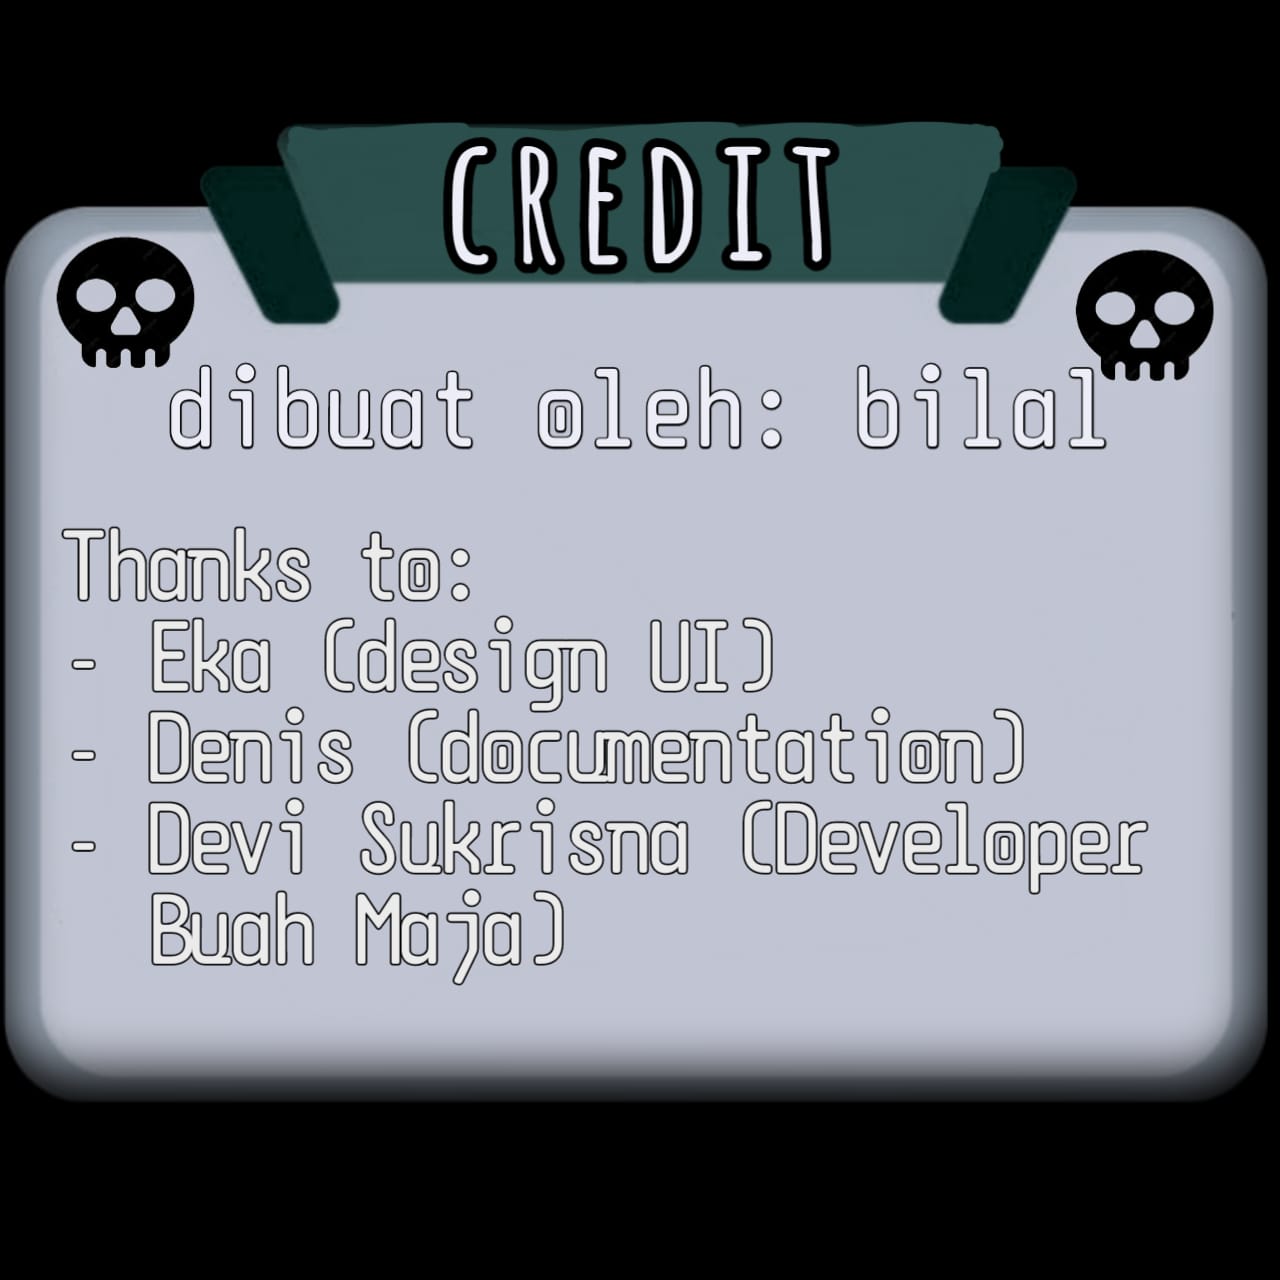 CREDIT
dibuat oleh: bilal
Thanks to:
- Eka (design UI)
- Denis (documentation)
- Devi Sukrisna (Developer
Buah Maja)